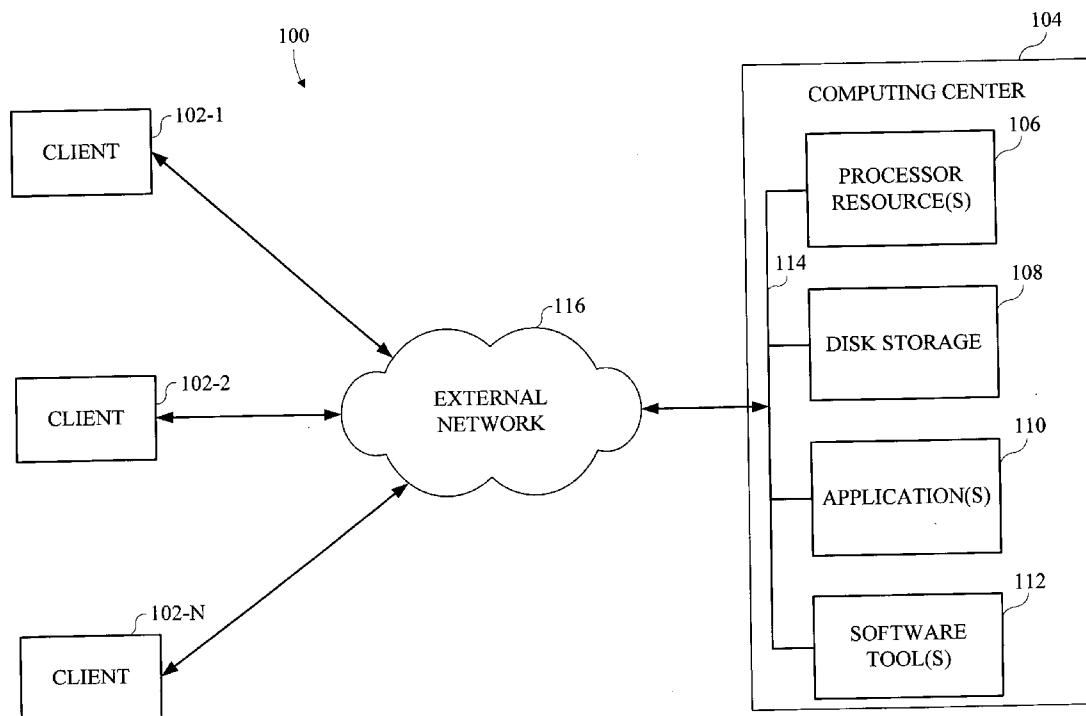 100
104
COMPUTING CENTER
102-1
CLIENT
106
PROCESSOR
RESOURCE(S)
114
108
DISK STORAGE
116
EXTERNAL
NETWORK
102-2
CLIENT
110
APPLICATION(S)
102-N
CLIENT
112
SOFTWARE
TOOL(S)